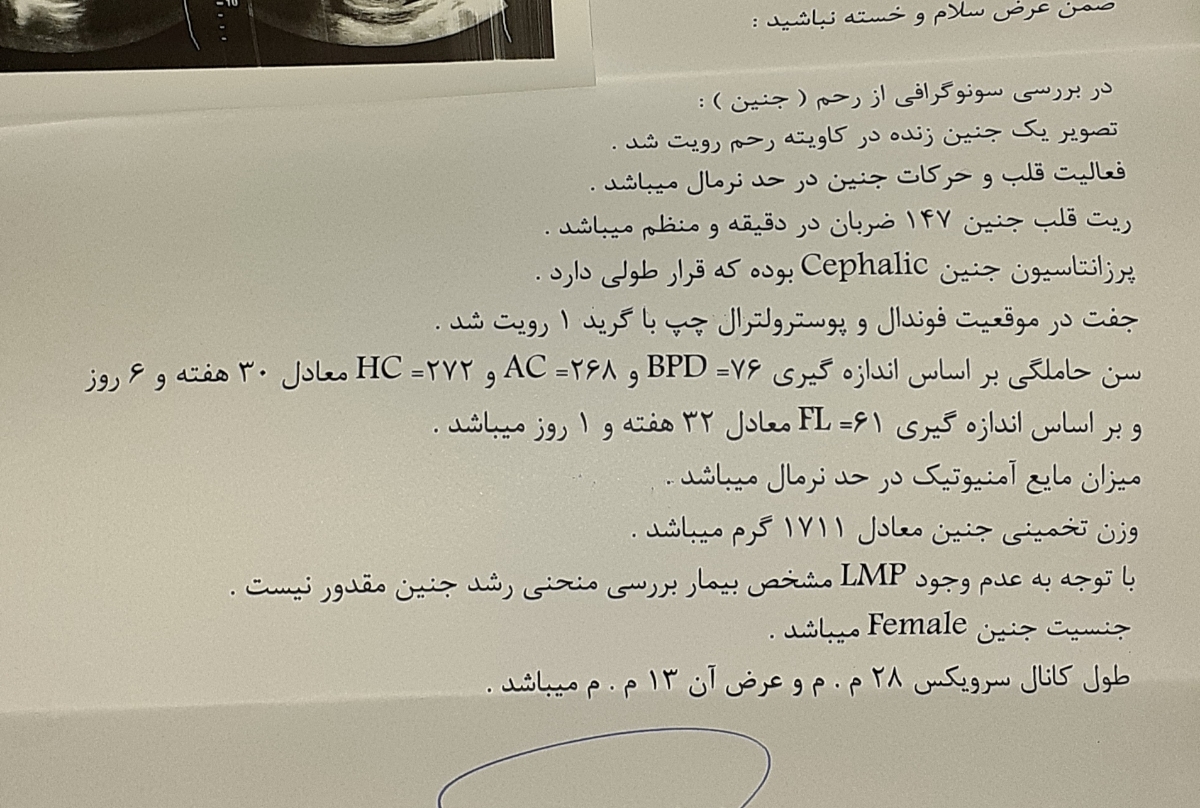 ضمن عرض سلام و خسته نباشید :
در بررسی سونوگرافی از رحم ( جنین ) :
تصویر یک جنین زنده در کاویته رحم رویت شد .
فعالیت قلب و حرکات جنین در حد نرمال میباشد .
ریت قلب جنین ۱۴۷ ضربان در دقیقه و منظم میباشد .
پرزانتاسیون جنین Cephalic بوده که قرار طولی دارد .
جفت در موقعیت فوندال و پوسترولترال چپ با گرید ۱ رویت شد .
سن حاملگی بر اساس اندازه گیری BPD =۷۶ و AC =۲۶۸ و HC =۲۷۲ معادل ۳۰ هفته و ۶ روز
و بر اساس اندازه گیری FL =۶۱ معادل ۳۲ هفته و ۱ روز میباشد .
میزان مایع آمنیوتیک در حد نرمال میباشد .
وزن تخمینی جنین معادل ۱۷۱۱ گرم میباشد .
با توجه به عدم وجود LMP مشخص بیمار بررسی منحنی رشد جنین مقدور نیست .
جنسیت جنین Female میباشد .
طول کانال سرویکس ۲۸ م . م و عرض آن ۱۳ م . م میباشد .